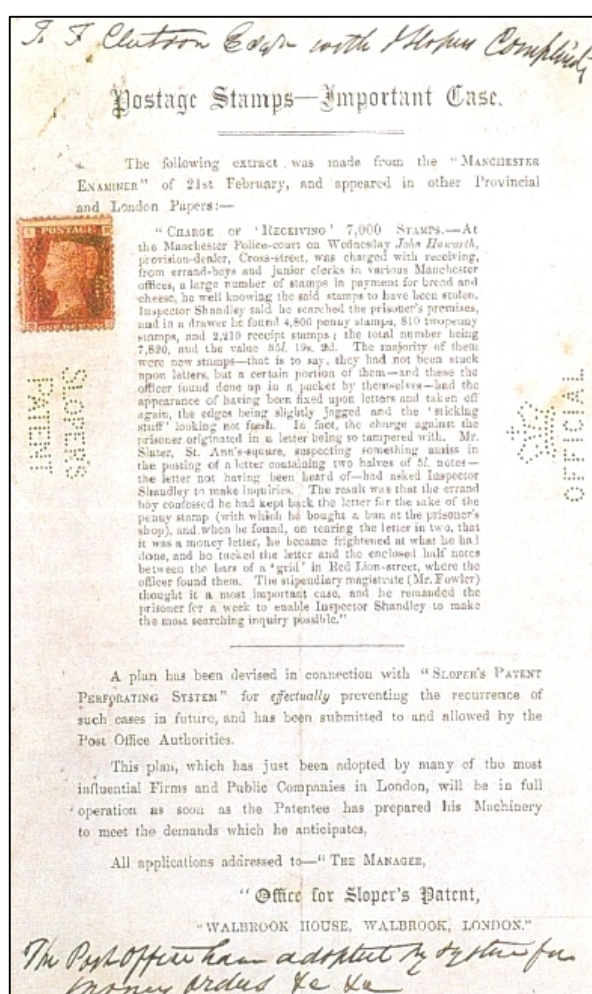 J. F. Clutton Esqr with J Sloper Compliments
Postage Stamps—Important Case.
The following extract was made from the "MANCHESTER
EXAMINER" of 21st February, and appeared in other Provincial
and London Papers:—
"CHARGE OF 'RECEIVING' 7,000 STAMPS.—At
the Manchester Police-court on Wednesday John Howarth,
provision-dealer, Cross-street, was charged with receiving,
from errand-boys and junior clerks in various Manchester
offices, a large number of stamps in payment for bread and
cheese, he well knowing the said stamps to have been stolen.
Inspector Shandley said he searched the prisoner's premises,
and in a drawer he found 4,800 penny stamps, 810 twopenny
stamps, and 2,210 receipt stamps; the total number being
7,820, and the value 35l. 19s. 2d. The majority of them
were new stamps—that is to say, they had not been stuck
upon letters, but a certain portion of them—and these the
officer found done up in a packet by themselves—had the
appearance of having been fixed upon letters and taken off
again, the edges being slightly jagged and the 'sticking
stuff' looking not fresh. In fact, the charge against the
prisoner originated in a letter being so tampered with. Mr.
Slater, St. Ann's-square, suspecting something amiss in
the posting of a letter containing two halves of 5l. notes—
the letter not having been heard of—had asked Inspector
Shandley to make inquiries. The result was that the errand
boy confessed he had kept back the letter for the sake of the
penny stamp (with which he bought a bun at the prisoner's
shop), and when he found, on tearing the letter in two, that
it was a money letter, he became frightened at what he had
done, and he tucked the letter and the enclosed half notes
between the bars of a 'grid' in Red Lion-street, where the
officer found them. The stipendiary magistrate (Mr. Fowler)
thought it a most important case, and he remanded the
prisoner for a week to enable Inspector Shandley to make
the most searching inquiry possible."
POSTAGE
SLOPER'S
PATENT
OFFICIAL
A plan has been devised in connection with "SLOPER'S PATENT
PERFORATING SYSTEM" for effectually preventing the recurrence of
such cases in future, and has been submitted to and allowed by the
Post Office Authorities.
This plan, which has just been adopted by many of the most
influential Firms and Public Companies in London, will be in full
operation as soon as the Patentee has prepared his Machinery
to meet the demands which he anticipates,
All applications addressed to—"THE MANAGER,
"Office for Sloper's Patent,
"WALBROOK HOUSE, WALBROOK, LONDON."
The Post Office have adopted my system for
money orders &c &c